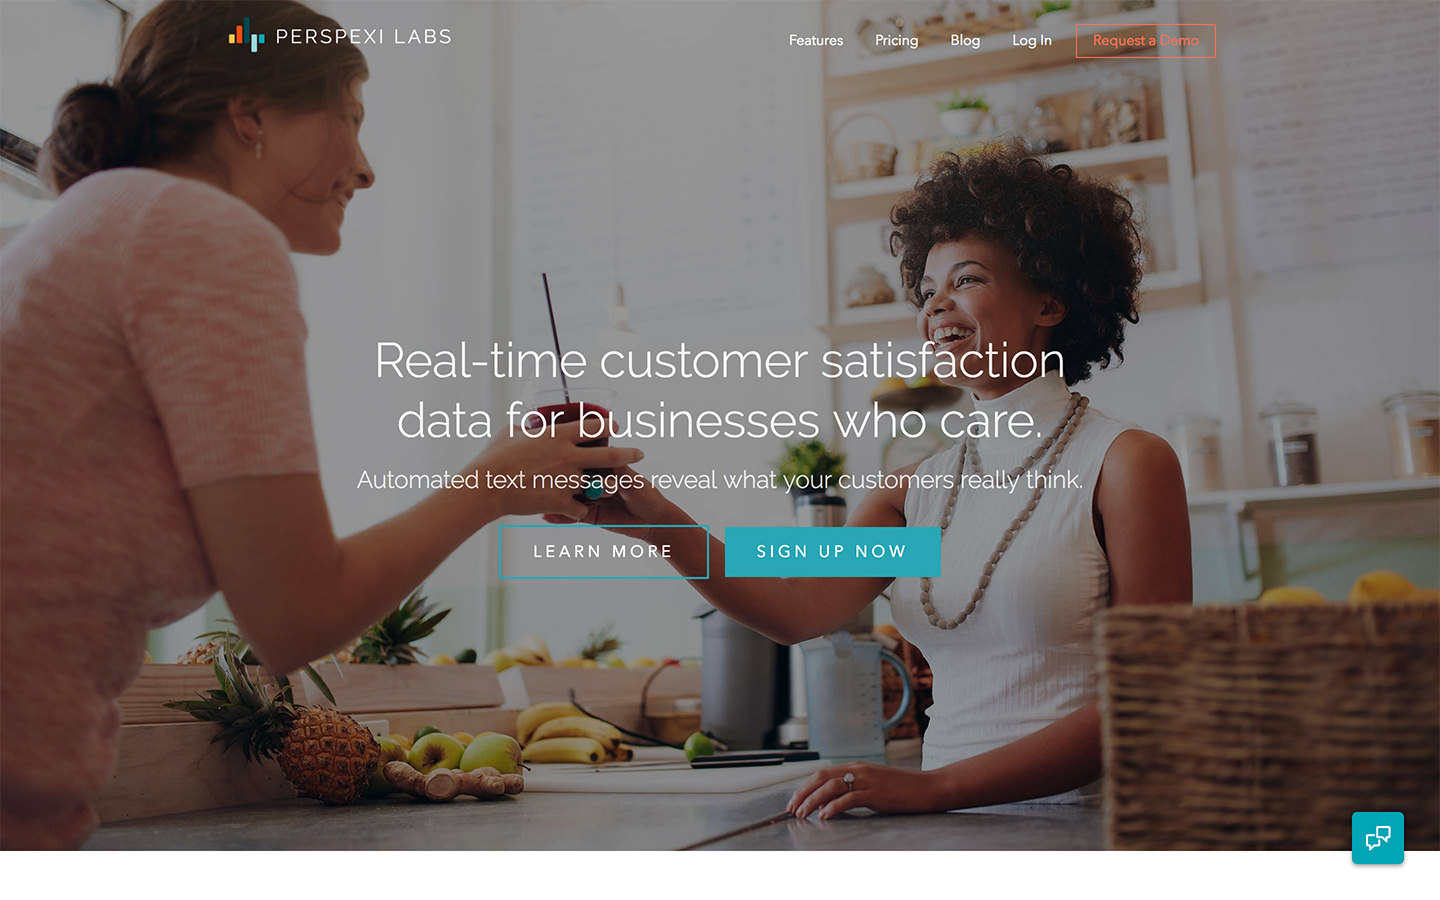 PERSPEXI LABS
Features Pricing Blog Log In Request a Demo
Real-time customer satisfaction
data for businesses who care.
Automated text messages reveal what your customers really think.
LEARN MORE SIGN UP NOW